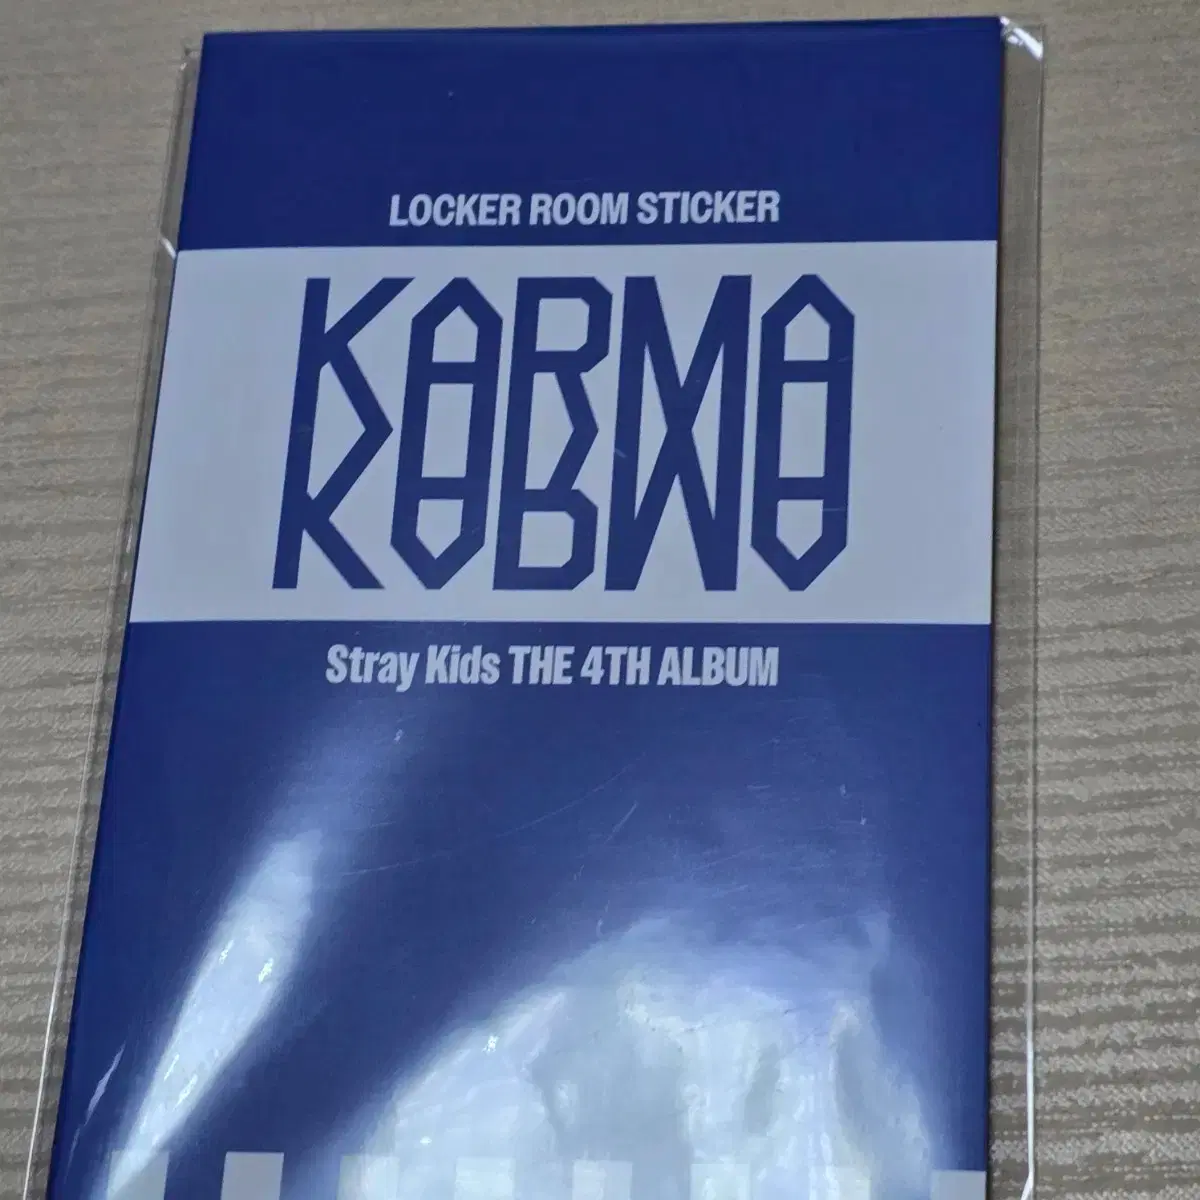 LOCKER ROOM STICKER
KARMA
Stray Kids THE 4TH ALBUM